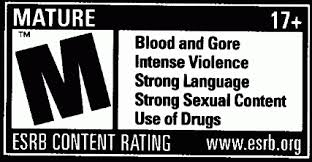 MATURE 17+
M™
Blood and Gore
Intense Violence
Strong Language
Strong Sexual Content
Use of Drugs
ESRB CONTENT RATING www.esrb.org